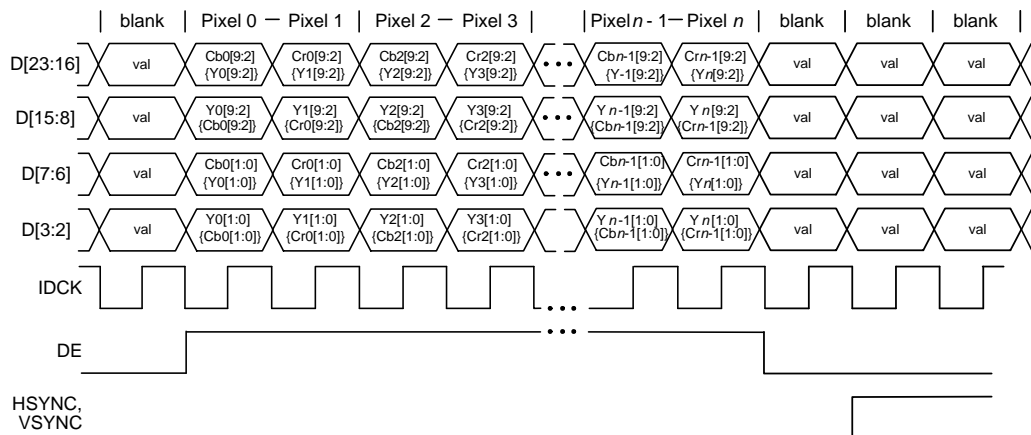 blank Pixel 0 — Pixel 1 Pixel 2 — Pixel 3 Pixel n - 1—Pixel n blank blank blank
D[23:16] val Cb0[9:2] Cr0[9:2] Cb2[9:2] Cr2[9:2] ••• Cbn-1[9:2] Crn-1[9:2] val val val
{Y0[9:2]} {Y1[9:2]} {Y2[9:2]} {Y3[9:2]} {Y-1[9:2]} {Yn[9:2]}
D[15:8] val Y0[9:2] Y1[9:2] Y2[9:2] Y3[9:2] ••• Y n-1[9:2] Y n[9:2] val val val
{Cb0[9:2]} {Cr0[9:2]} {Cb2[9:2]} {Cr2[9:2]} {Cbn-1[9:2]} {Crn-1[9:2]}
D[7:6] val Cb0[1:0] Cr0[1:0] Cb2[1:0] Cr2[1:0] ••• Cbn-1[1:0] Crn-1[1:0] val val val
{Y0[1:0]} {Y1[1:0]} {Y2[1:0]} {Y3[1:0]} {Yn-1[1:0]} {Yn[1:0]}
D[3:2] val Y0[1:0] Y1[1:0] Y2[1:0] Y3[1:0] Y n-1[1:0] Y n[1:0] val val val
{Cb0[1:0]} {Cr0[1:0]} {Cb2[1:0]} {Cr2[1:0]} {Cbn-1[1:0]} {Crn-1[1:0]}
IDCK •••
DE •••
HSYNC,
VSYNC